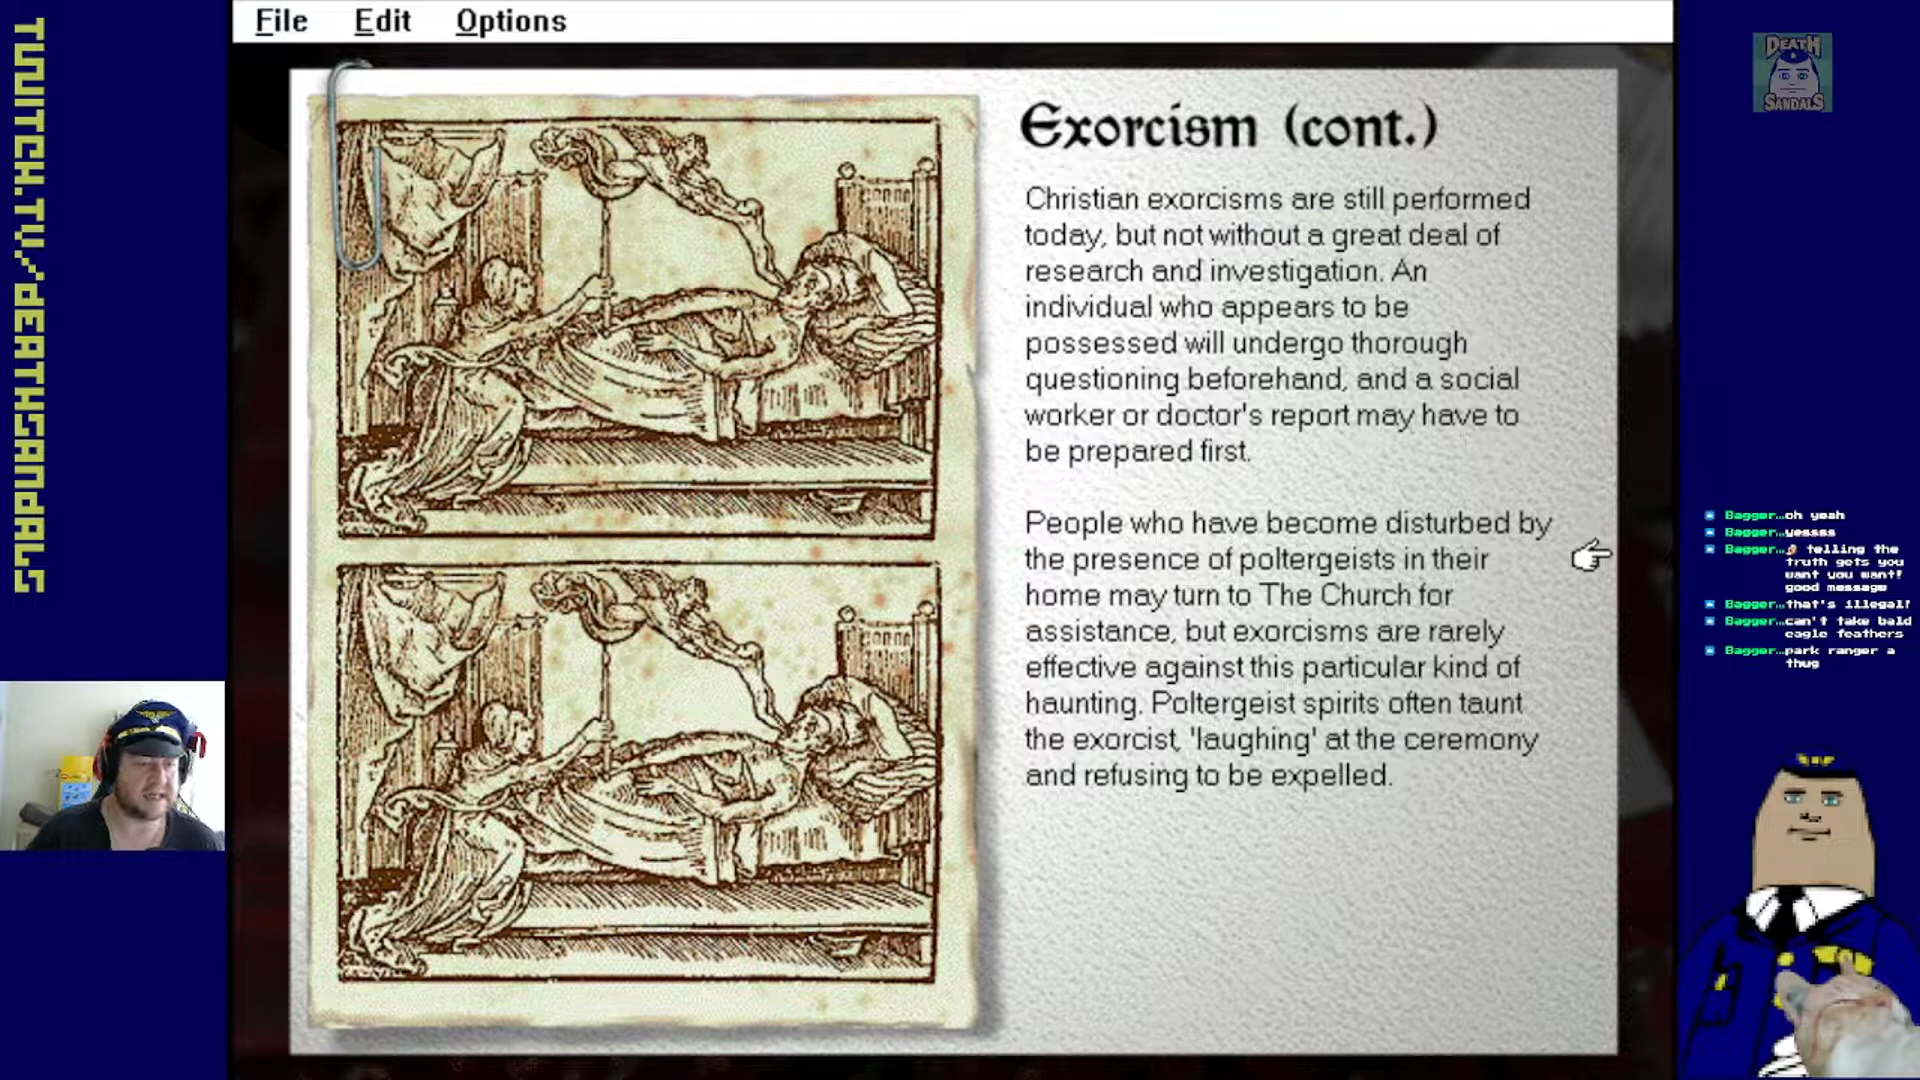 TWITCH.TV/DEATHSANDALS
File Edit Options
DEATH
SANDALS
Exorcism (cont.)
Christian exorcisms are still performed
today, but not without a great deal of
research and investigation. An
individual who appears to be
possessed will undergo thorough
questioning beforehand, and a social
worker or doctor's report may have to
be prepared first.
People who have become disturbed by
the presence of poltergeists in their
home may turn to The Church for
assistance, but exorcisms are rarely
effective against this particular kind of
haunting. Poltergeist spirits often taunt
the exorcist, 'laughing' at the ceremony
and refusing to be expelled.
Bagger...oh yeah
Bagger...yessss
Bagger... telling the
truth gets you
want you want!
good message
Bagger...that's illegal!
Bagger...can't take bald
eagle feathers
Bagger...park ranger a
thug